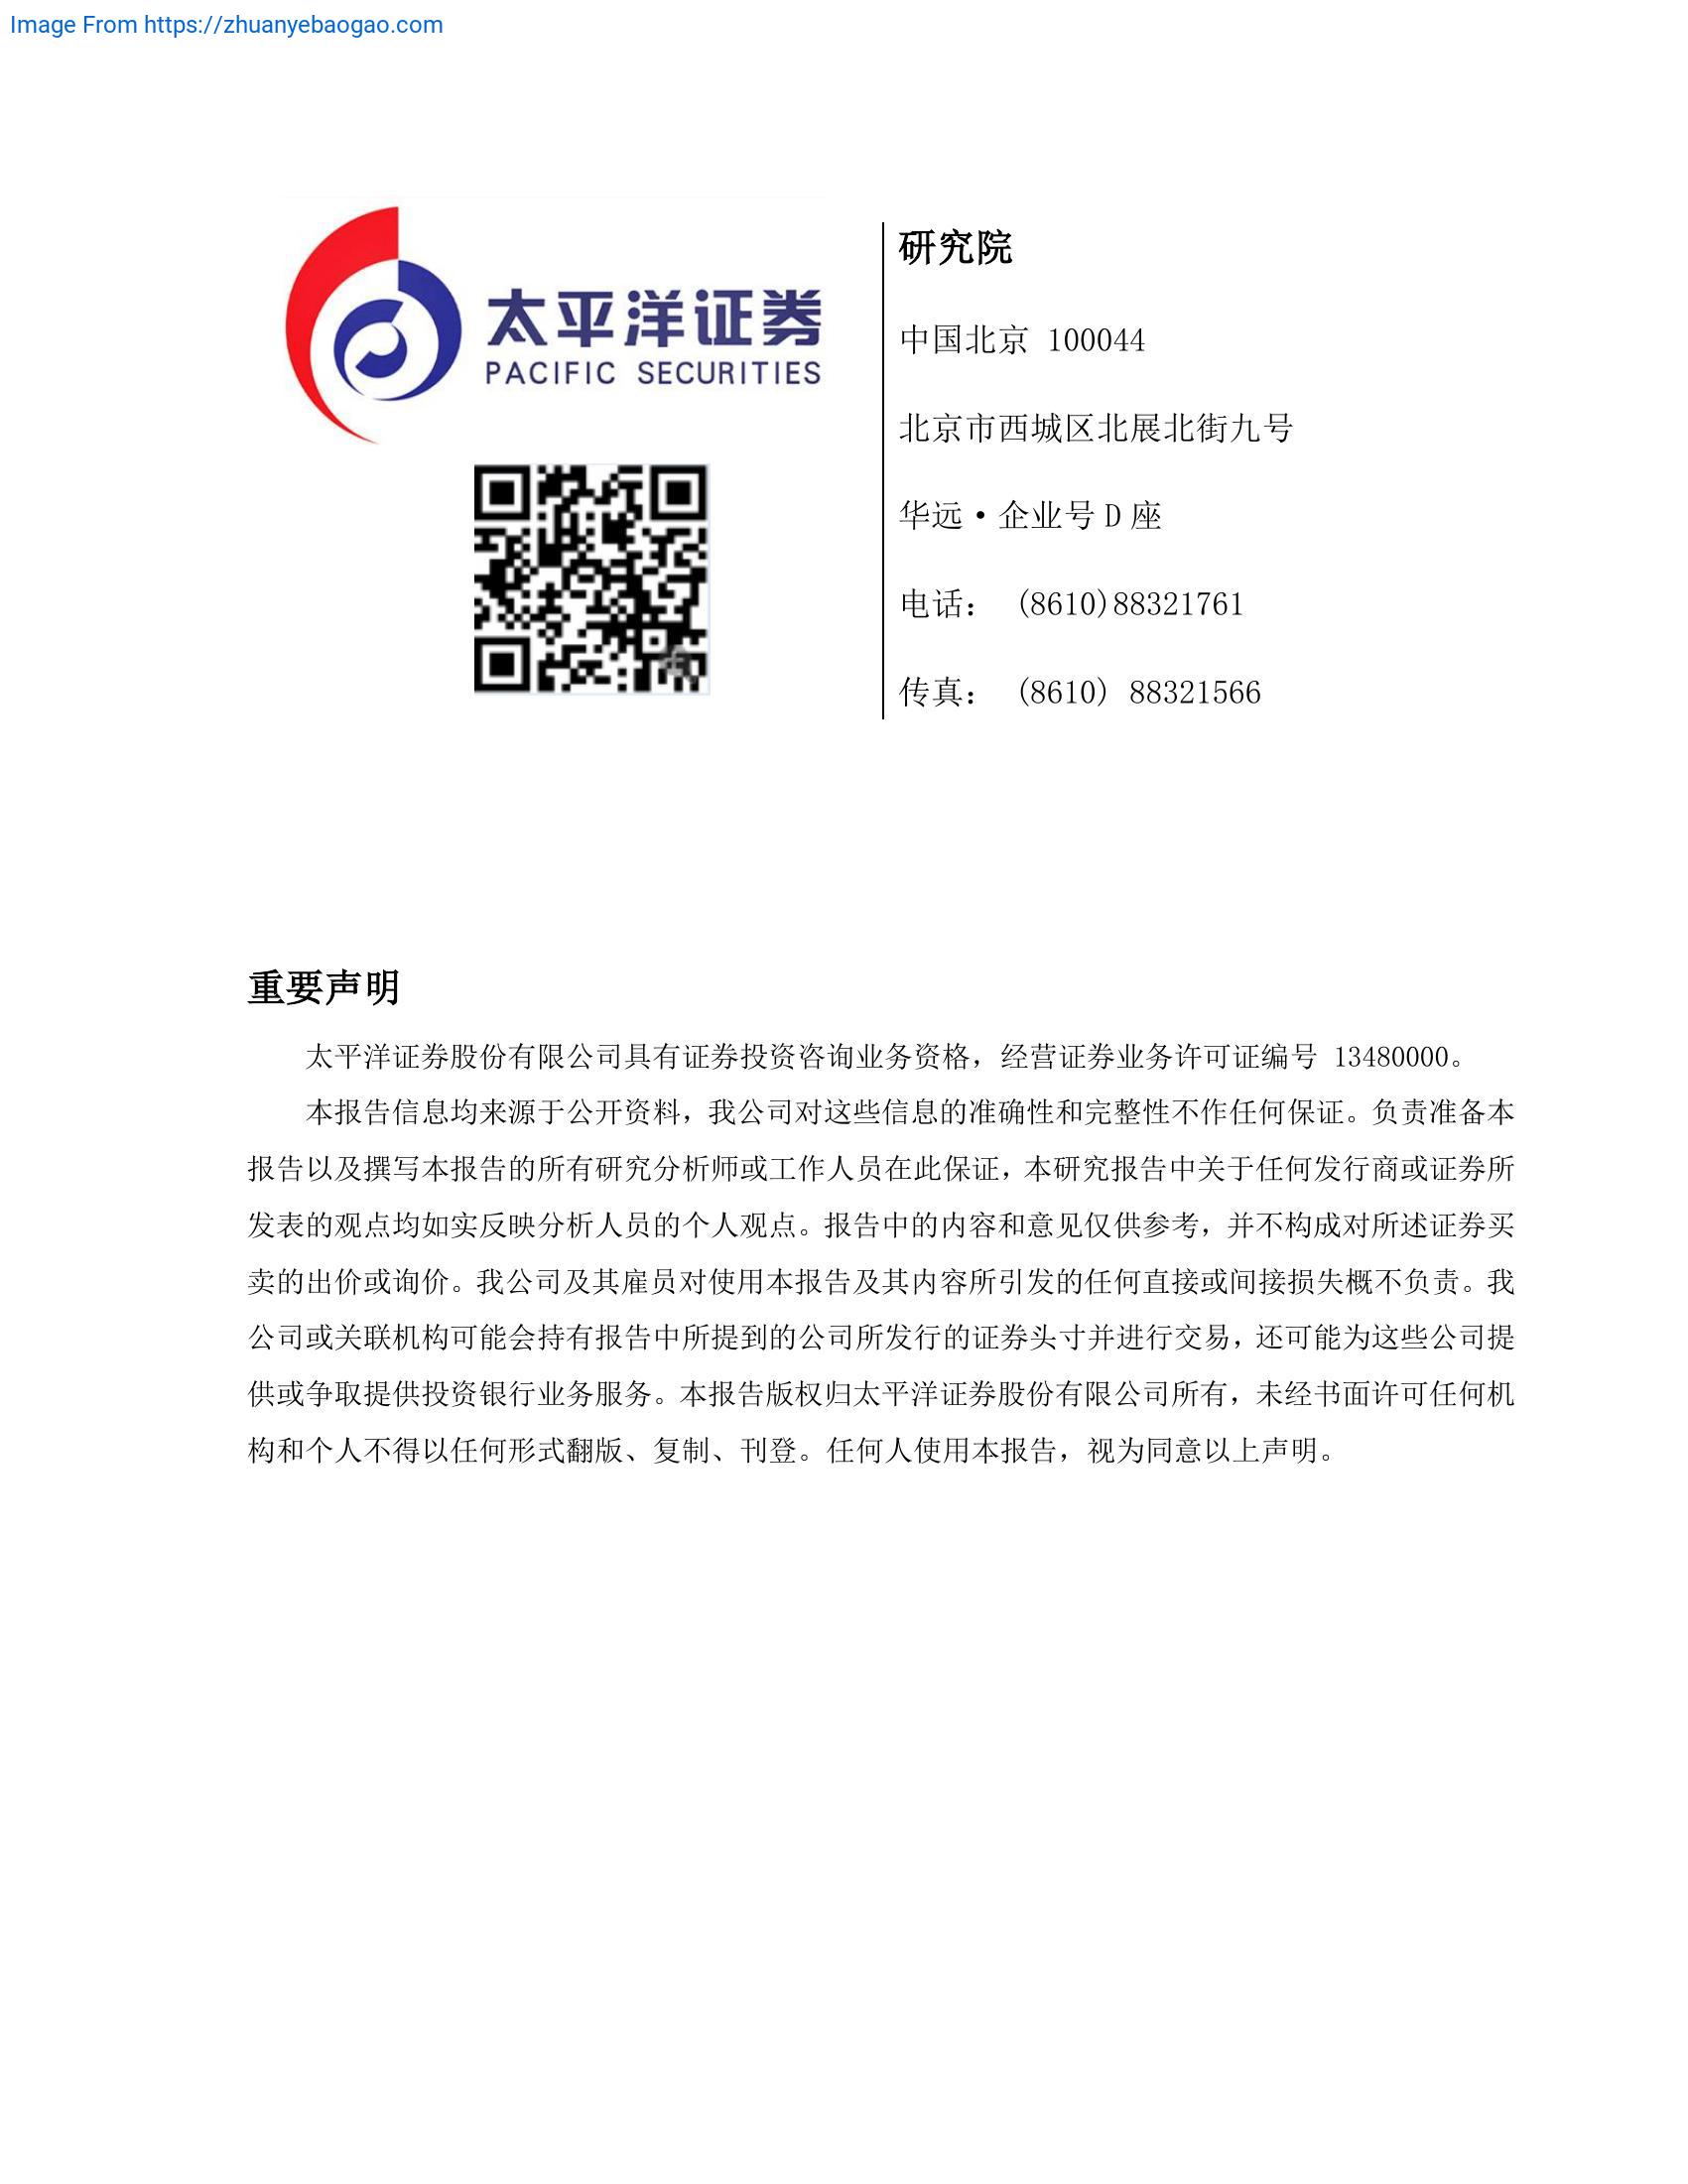 Image From https://zhuanyebaogao.com
太平洋证券
PACIFIC SECURITIES
研究院
中国北京 100044
北京市西城区北展北街九号
华远·企业号 D 座
电话： (8610)88321761
传真： (8610) 88321566
重要声明
太平洋证券股份有限公司具有证券投资咨询业务资格，经营证券业务许可证编号 13480000。
本报告信息均来源于公开资料，我公司对这些信息的准确性和完整性不作任何保证。负责准备本
报告以及撰写本报告的所有研究分析师或工作人员在此保证，本研究报告中关于任何发行商或证券所
发表的观点均如实反映分析人员的个人观点。报告中的内容和意见仅供参考，并不构成对所述证券买
卖的出价或询价。我公司及其雇员对使用本报告及其内容所引发的任何直接或间接损失概不负责。我
公司或关联机构可能会持有报告中所提到的公司所发行的证券头寸并进行交易，还可能为这些公司提
供或争取提供投资银行业务服务。本报告版权归太平洋证券股份有限公司所有，未经书面许可任何机
构和个人不得以任何形式翻版、复制、刊登。任何人使用本报告，视为同意以上声明。